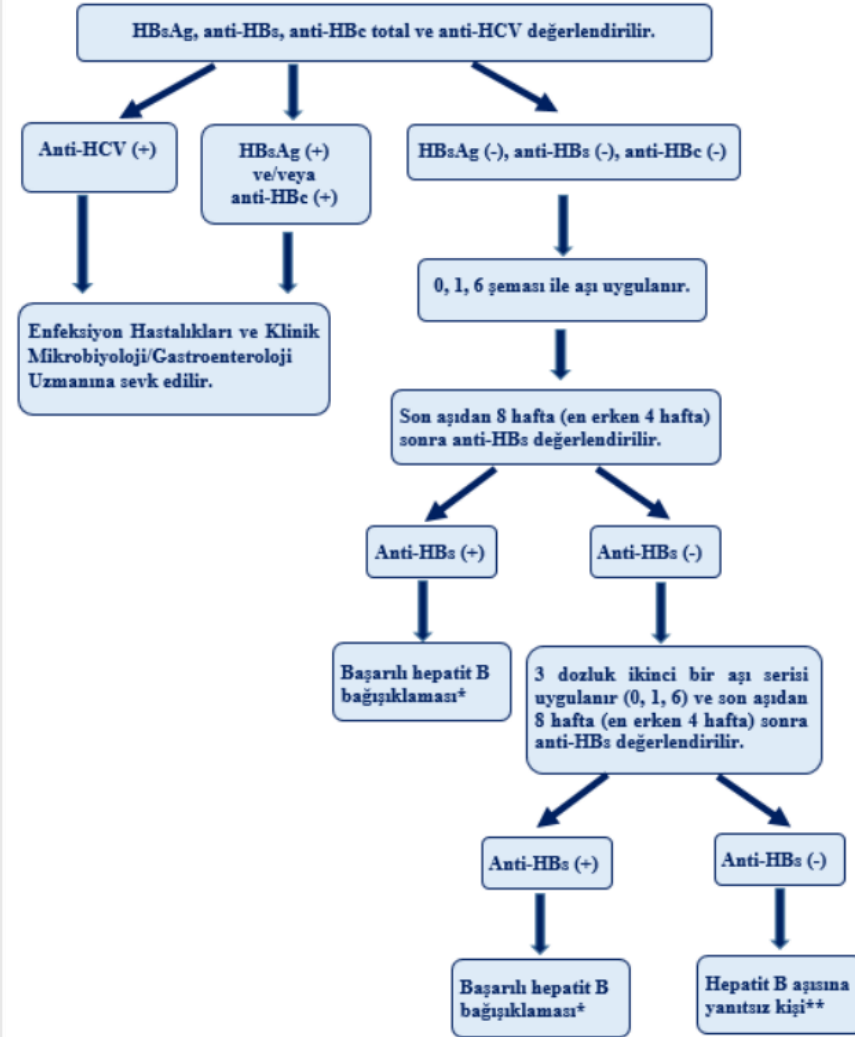 HBsAg, anti-HBs, anti-HBc total ve anti-HCV değerlendirilir.
Anti-HCV (+)
HBsAg (+)
ve/veya
anti-HBc (+)
HBsAg (-), anti-HBs (-), anti-HBc (-)
0, 1, 6 şeması ile aşı uygulanır.
Enfeksiyon Hastalıkları ve Klinik
Mikrobiyoloji/Gastroenteroloji
Uzmanına sevk edilir.
Son aşıdan 8 hafta (en erken 4 hafta)
sonra anti-HBs değerlendirilir.
Anti-HBs (+)
Anti-HBs (-)
Başarılı hepatit B
bağışıklaması*
3 dozluk ikinci bir aşı serisi
uygulanır (0, 1, 6) ve son aşıdan
8 hafta (en erken 4 hafta) sonra
anti-HBs değerlendirilir.
Anti-HBs (+)
Anti-HBs (-)
Başarılı hepatit B
bağışıklaması*
Hepatit B aşısına
yanıtsız kişi**